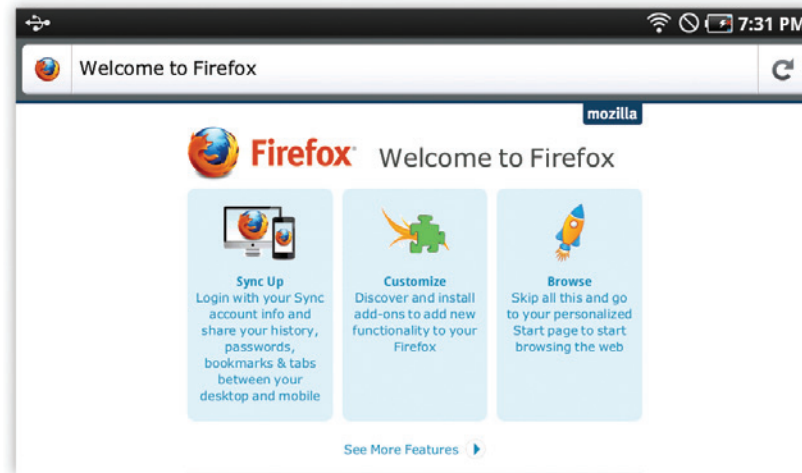 7:31 PM
Welcome to Firefox
mozilla
Firefox Welcome to Firefox
Sync Up
Login with your Sync
account info and
share your history,
passwords,
bookmarks & tabs
between your
desktop and mobile
Customize
Discover and install
add-ons to add new
functionality to your
Firefox
Browse
Skip all this and go
to your personalized
Start page to start
browsing the web
See More Features